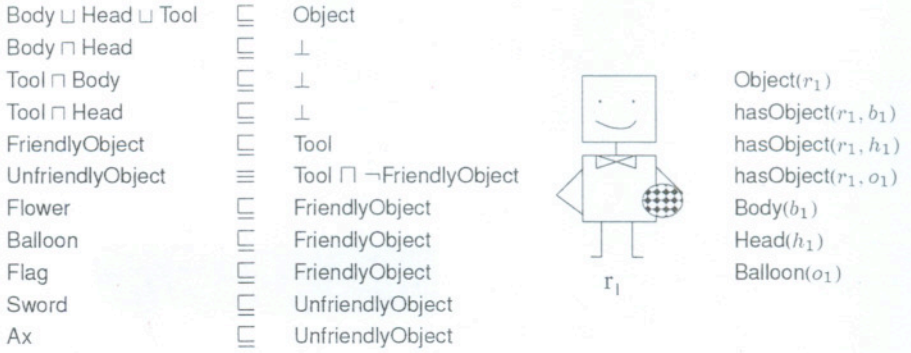 Body ⊔ Head ⊔ Tool ⊑ Object
Body ⊓ Head ⊑ ⊥
Tool ⊓ Body ⊑ ⊥
Tool ⊓ Head ⊑ ⊥
FriendlyObject ⊑ Tool
UnfriendlyObject ≡ Tool ⊓ ¬FriendlyObject
Flower ⊑ FriendlyObject
Balloon ⊑ FriendlyObject
Flag ⊑ FriendlyObject
Sword ⊑ UnfriendlyObject
Ax ⊑ UnfriendlyObject
r₁
Object(r₁)
hasObject(r₁, b₁)
hasObject(r₁, h₁)
hasObject(r₁, o₁)
Body(b₁)
Head(h₁)
Balloon(o₁)